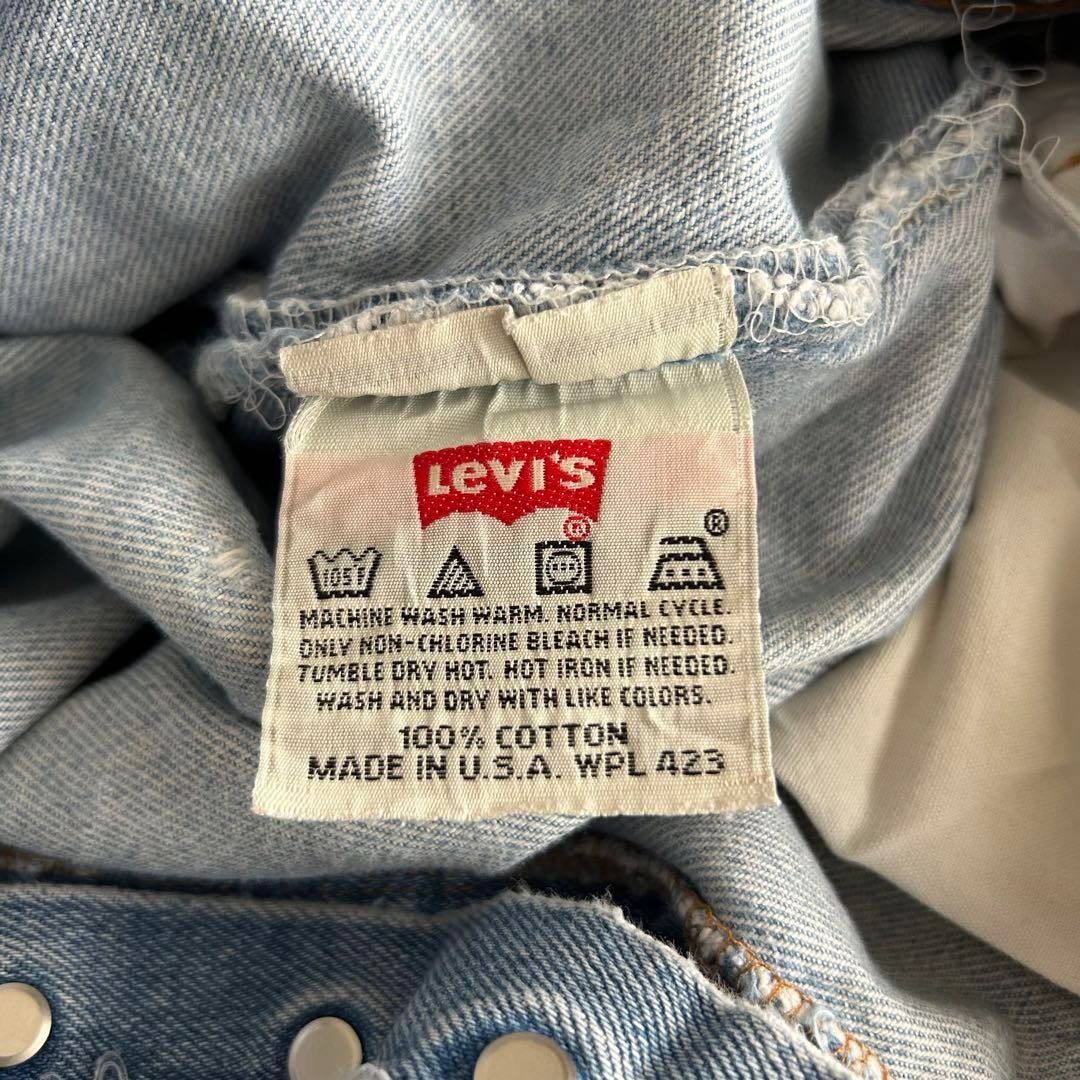 LEVI'S
®
105F
®
MACHINE WASH WARM. NORMAL CYCLE.
ONLY NON-CHLORINE BLEACH IF NEEDED.
TUMBLE DRY HOT. HOT IRON IF NEEDED.
WASH AND DRY WITH LIKE COLORS.
100% COTTON
MADE IN U.S.A. WPL 423